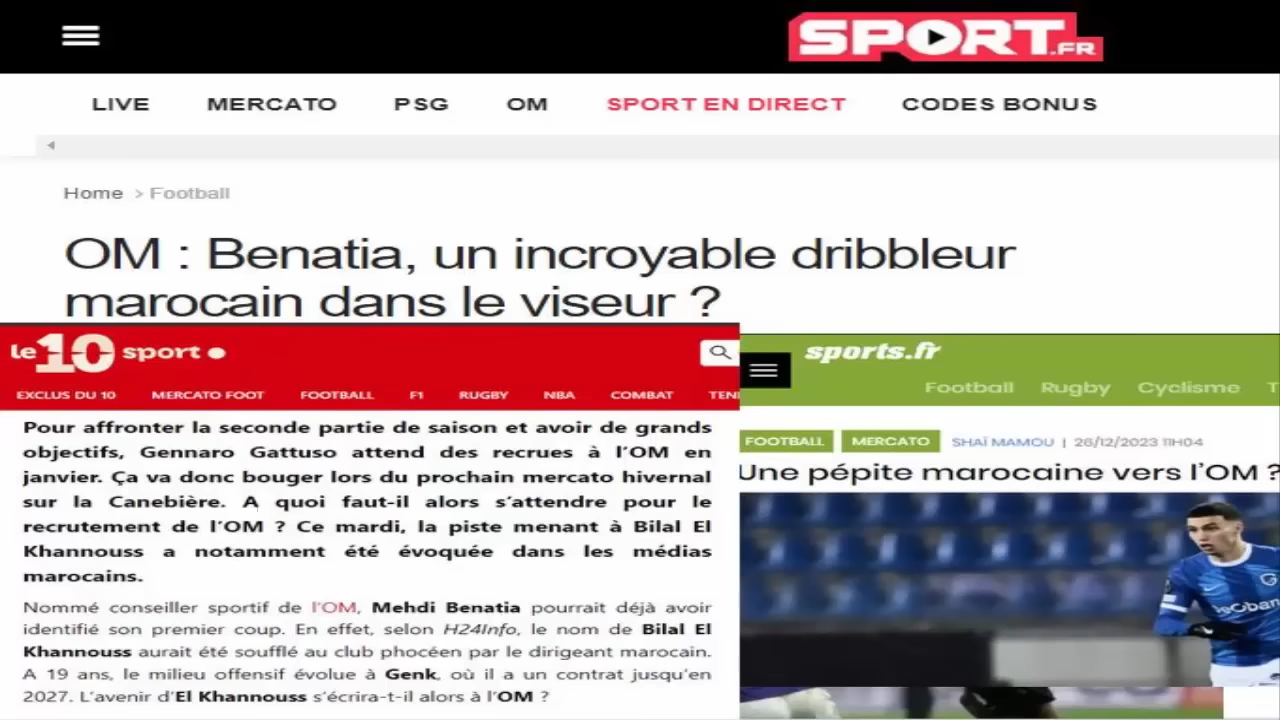 SPORT.FR
LIVE MERCATO PSG OM SPORT EN DIRECT CODES BONUS
Home > Football
OM : Benatia, un incroyable dribbleur
marocain dans le viseur ?
le 10 sport
EXCLUS DU 10 MERCATO FOOT FOOTBALL F1 RUGBY NBA COMBAT TEN
Pour affronter la seconde partie de saison et avoir de grands
objectifs, Gennaro Gattuso attend des recrues à l'OM en
janvier. Ça va donc bouger lors du prochain mercato hivernal
sur la Canebière. A quoi faut-il alors s'attendre pour le
recrutement de l'OM ? Ce mardi, la piste menant à Bilal El
Khannouss a notamment été évoquée dans les médias
marocains.
Nommé conseiller sportif de l'OM, Mehdi Benatia pourrait déjà avoir
identifié son premier coup. En effet, selon H24Info, le nom de Bilal El
Khannouss aurait été soufflé au club phocéen par le dirigeant marocain.
A 19 ans, le milieu offensif évolue à Genk, où il a un contrat jusqu'en
2027. L'avenir d'El Khannouss s'écrira-t-il alors à l'OM ?
sports.fr
Football Rugby Cyclisme T
FOOTBALL MERCATO SHAÏ MAMOU | 26/12/2023 11H04
Une pépite marocaine vers l'OM ?